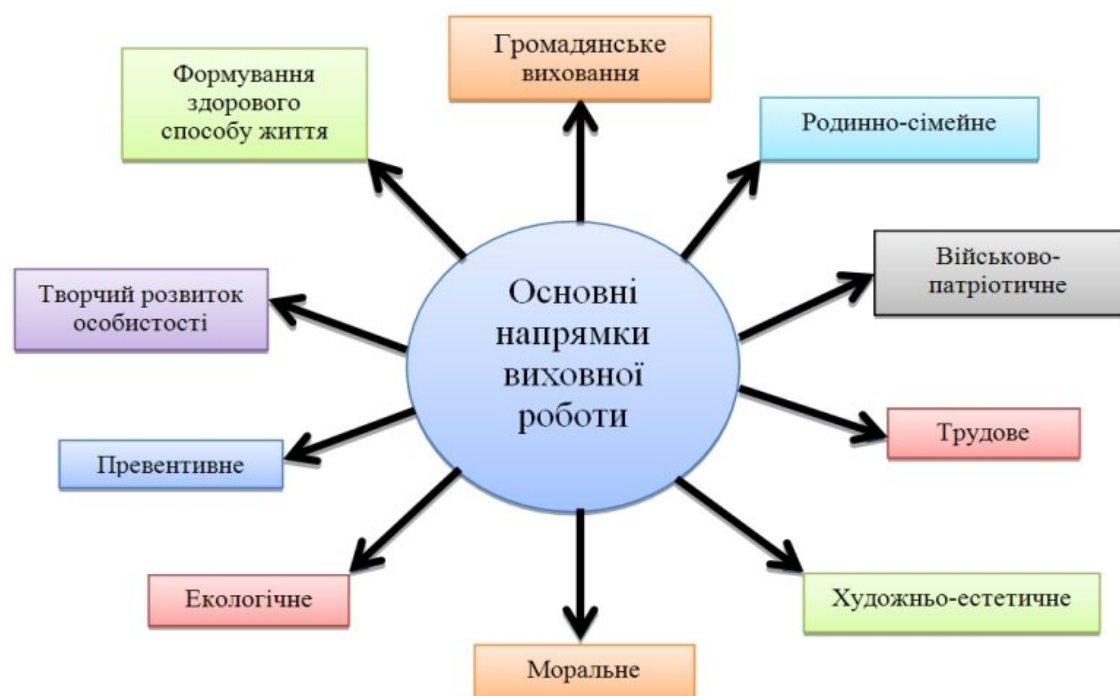 Громадянське
виховання
Формування
здорового
способу життя
Родинно-сімейне
Військово-
патріотичне
Творчий розвиток
особистості
Основні
напрямки
виховної
роботи
Трудове
Превентивне
Екологічне
Художньо-естетичне
Моральне